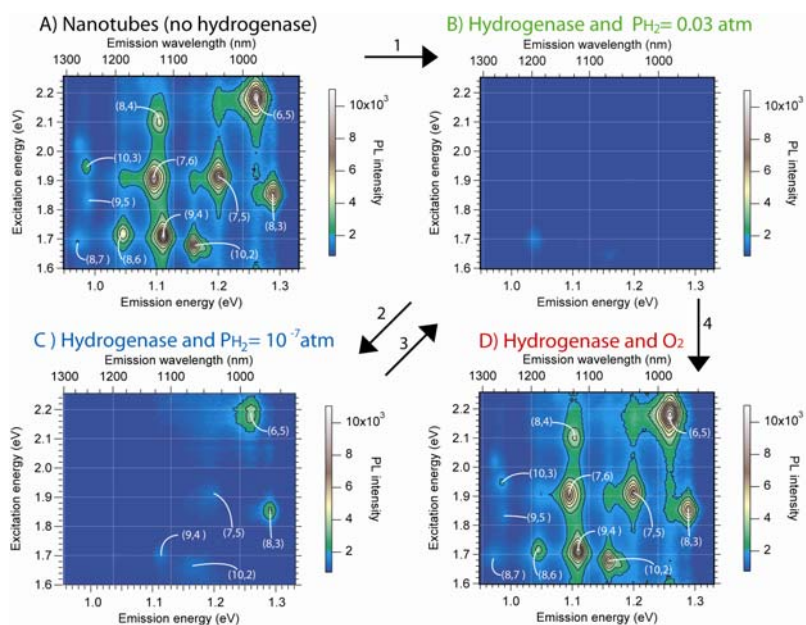 A) Nanotubes (no hydrogenase)
Emission wavelength (nm)
1300 1200 1100 1000
2.2
2.1
2.0
1.9
1.8
1.7
1.6
Excitation energy (eV)
(8,4)
(6,5)
(10,3)
(7,6)
(9,5)
(7,5)
(8,3)
(9,4)
(8,7)
(8,6)
(10,2)
1.0 1.1 1.2 1.3
Emission energy (eV)
10x10³
8
6
4
2
PL intensity
1
B) Hydrogenase and PH₂= 0.03 atm
Emission wavelength (nm)
1300 1200 1100 1000
2.2
2.1
2.0
1.9
1.8
1.7
1.6
Excitation energy (eV)
1.0 1.1 1.2 1.3
Emission energy (eV)
10x10³
8
6
4
2
PL intensity
2
3
4
C ) Hydrogenase and PH₂= 10⁻⁷atm
Emission wavelength (nm)
1300 1200 1100 1000
2.2
2.1
2.0
1.9
1.8
1.7
1.6
Excitation energy (eV)
(6,5)
(7,5)
(8,3)
(9,4)
(10,2)
1.0 1.1 1.2 1.3
Emission energy (eV)
10x10³
8
6
4
2
PL intensity
D) Hydrogenase and O₂
Emission wavelength (nm)
1300 1200 1100 1000
2.2
2.1
2.0
1.9
1.8
1.7
1.6
Excitation energy (eV)
(8,4)
(6,5)
(10,3)
(7,6)
(9,5)
(7,5)
(8,3)
(9,4)
(8,7)
(8,6)
(10,2)
1.0 1.1 1.2 1.3
Emission energy (eV)
10x10³
8
6
4
2
PL intensity